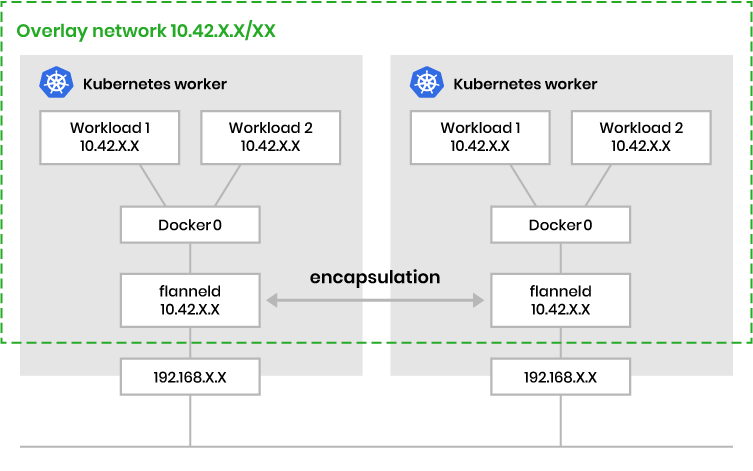 Overlay network 10.42.X.X/XX
Kubernetes worker
Workload 1
10.42.X.X
Workload 2
10.42.X.X
Docker0
flanneld
10.42.X.X
192.168.X.X
encapsulation
Kubernetes worker
Workload 1
10.42.X.X
Workload 2
10.42.X.X
Docker0
flanneld
10.42.X.X
192.168.X.X